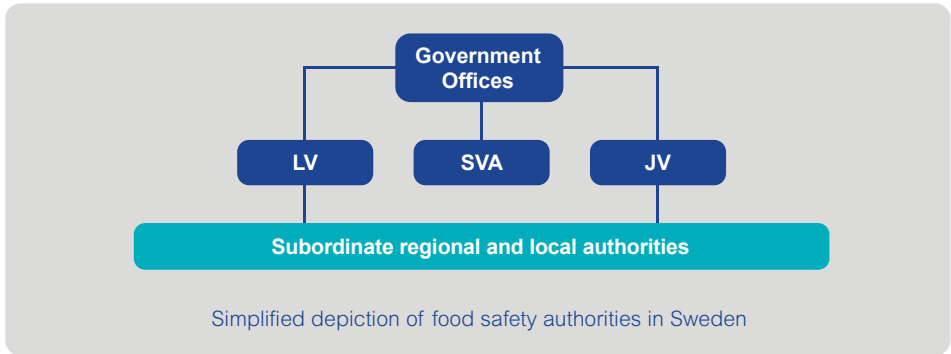 Government
Offices
LV
SVA
JV
Subordinate regional and local authorities
Simplified depiction of food safety authorities in Sweden